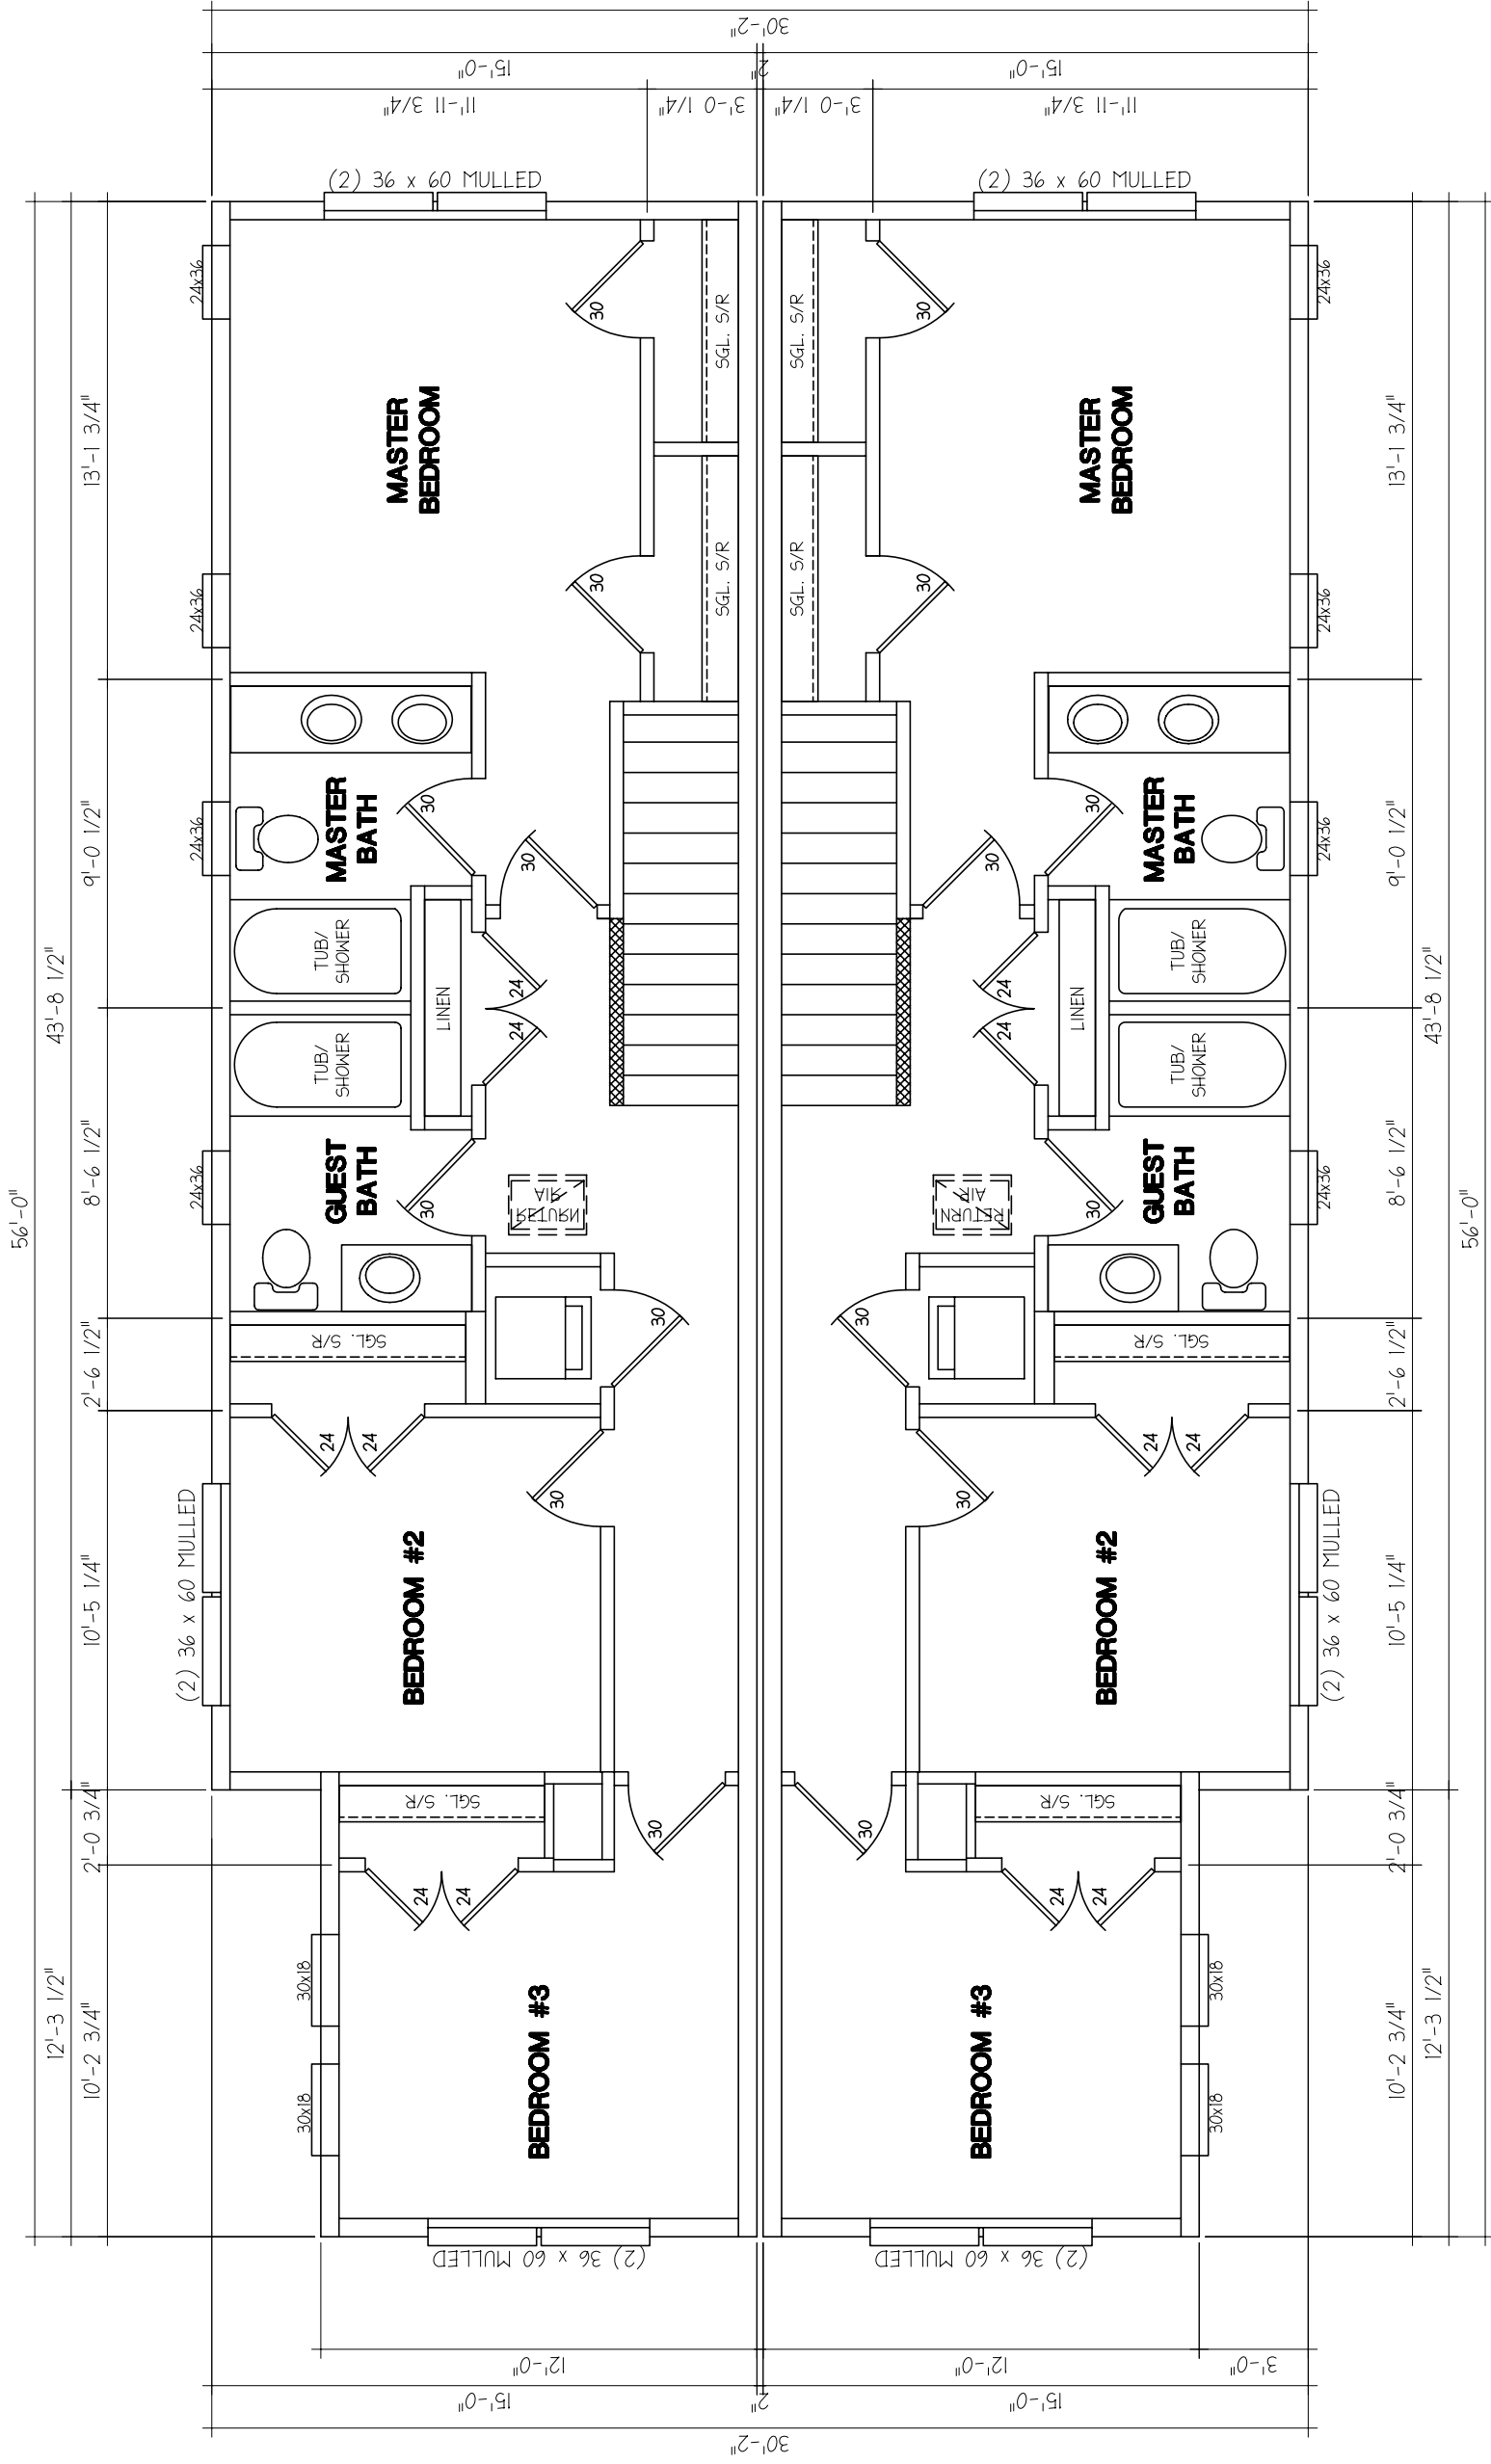 30'-2"
15'-0"
2"
15'-0"
11'-11 3/4"
3'-0 1/4"
3'-0 1/4"
11'-11 3/4"
(2) 36 x 60 MULLED
(2) 36 x 60 MULLED
24x36
24x36
30
30
SGL. S/R
SGL. S/R
13'-1 3/4"
MASTER
BEDROOM
MASTER
BEDROOM
13'-1 3/4"
24x36
30
SGL. S/R
SGL. S/R
30
24x36
9'-0 1/2"
24x36
MASTER
BATH
30
30
30
30
MASTER
BATH
24x36
9'-0 1/2"
43'-8 1/2"
TUB/
SHOWER
LINEN
24
24
24
24
LINEN
TUB/
SHOWER
43'-8 1/2"
TUB/
SHOWER
TUB/
SHOWER
56'-0"
8'-6 1/2"
24x36
GUEST
BATH
30
RETURN
AIR
RETURN
AIR
30
GUEST
BATH
24x36
8'-6 1/2"
56'-0"
2'-6 1/2"
SGL. S/R
30
30
SGL. S/R
2'-6 1/2"
24
24
30
30
24
24
10'-5 1/4"
(2) 36 x 60 MULLED
BEDROOM #2
BEDROOM #2
(2) 36 x 60 MULLED
10'-5 1/4"
2'-0 3/4"
SGL. S/R
30
30
SGL. S/R
2'-0 3/4"
24
24
24
24
12'-3 1/2"
10'-2 3/4"
30x18
30x18
BEDROOM #3
BEDROOM #3
30x18
30x18
10'-2 3/4"
12'-3 1/2"
(2) 36 x 60 MULLED
(2) 36 x 60 MULLED
12'-0"
12'-0"
3'-0"
15'-0"
2"
15'-0"
30'-2"